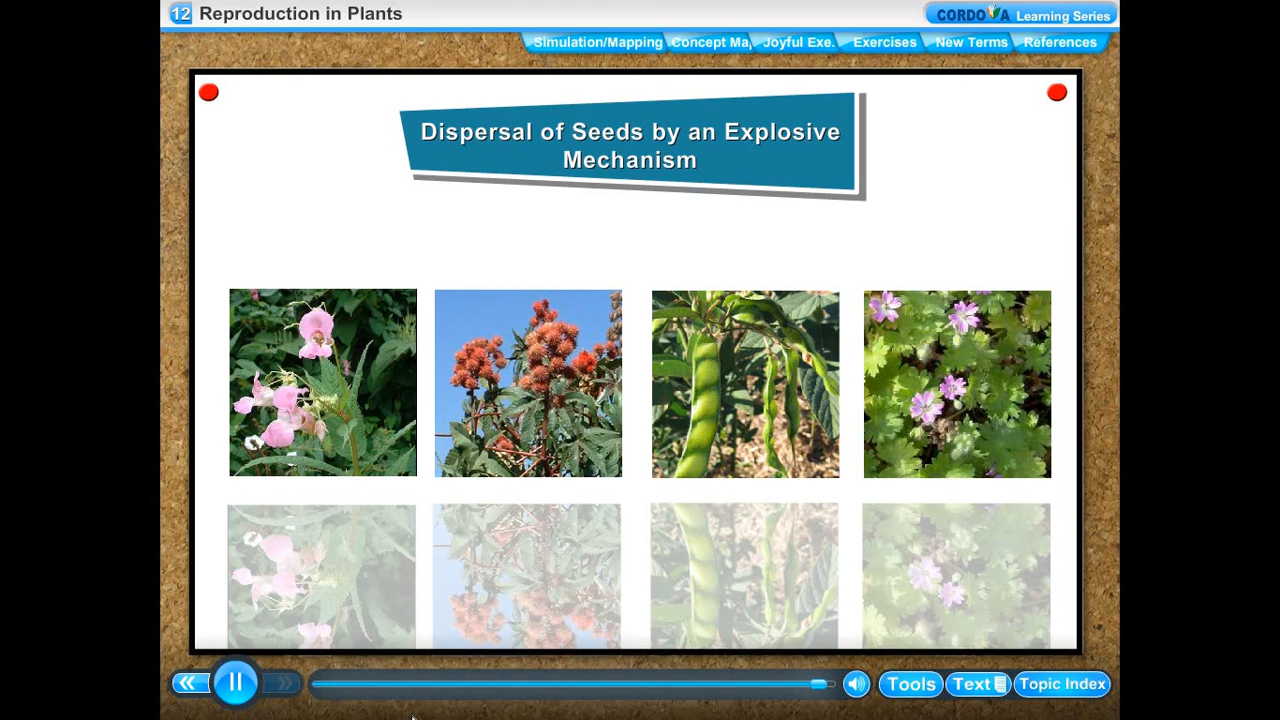 12 Reproduction in Plants
CORDOVA Learning Series
Simulation/Mapping Concept Ma Joyful Exe. Exercises New Terms References
Dispersal of Seeds by an Explosive
Mechanism
Tools Text Topic Index